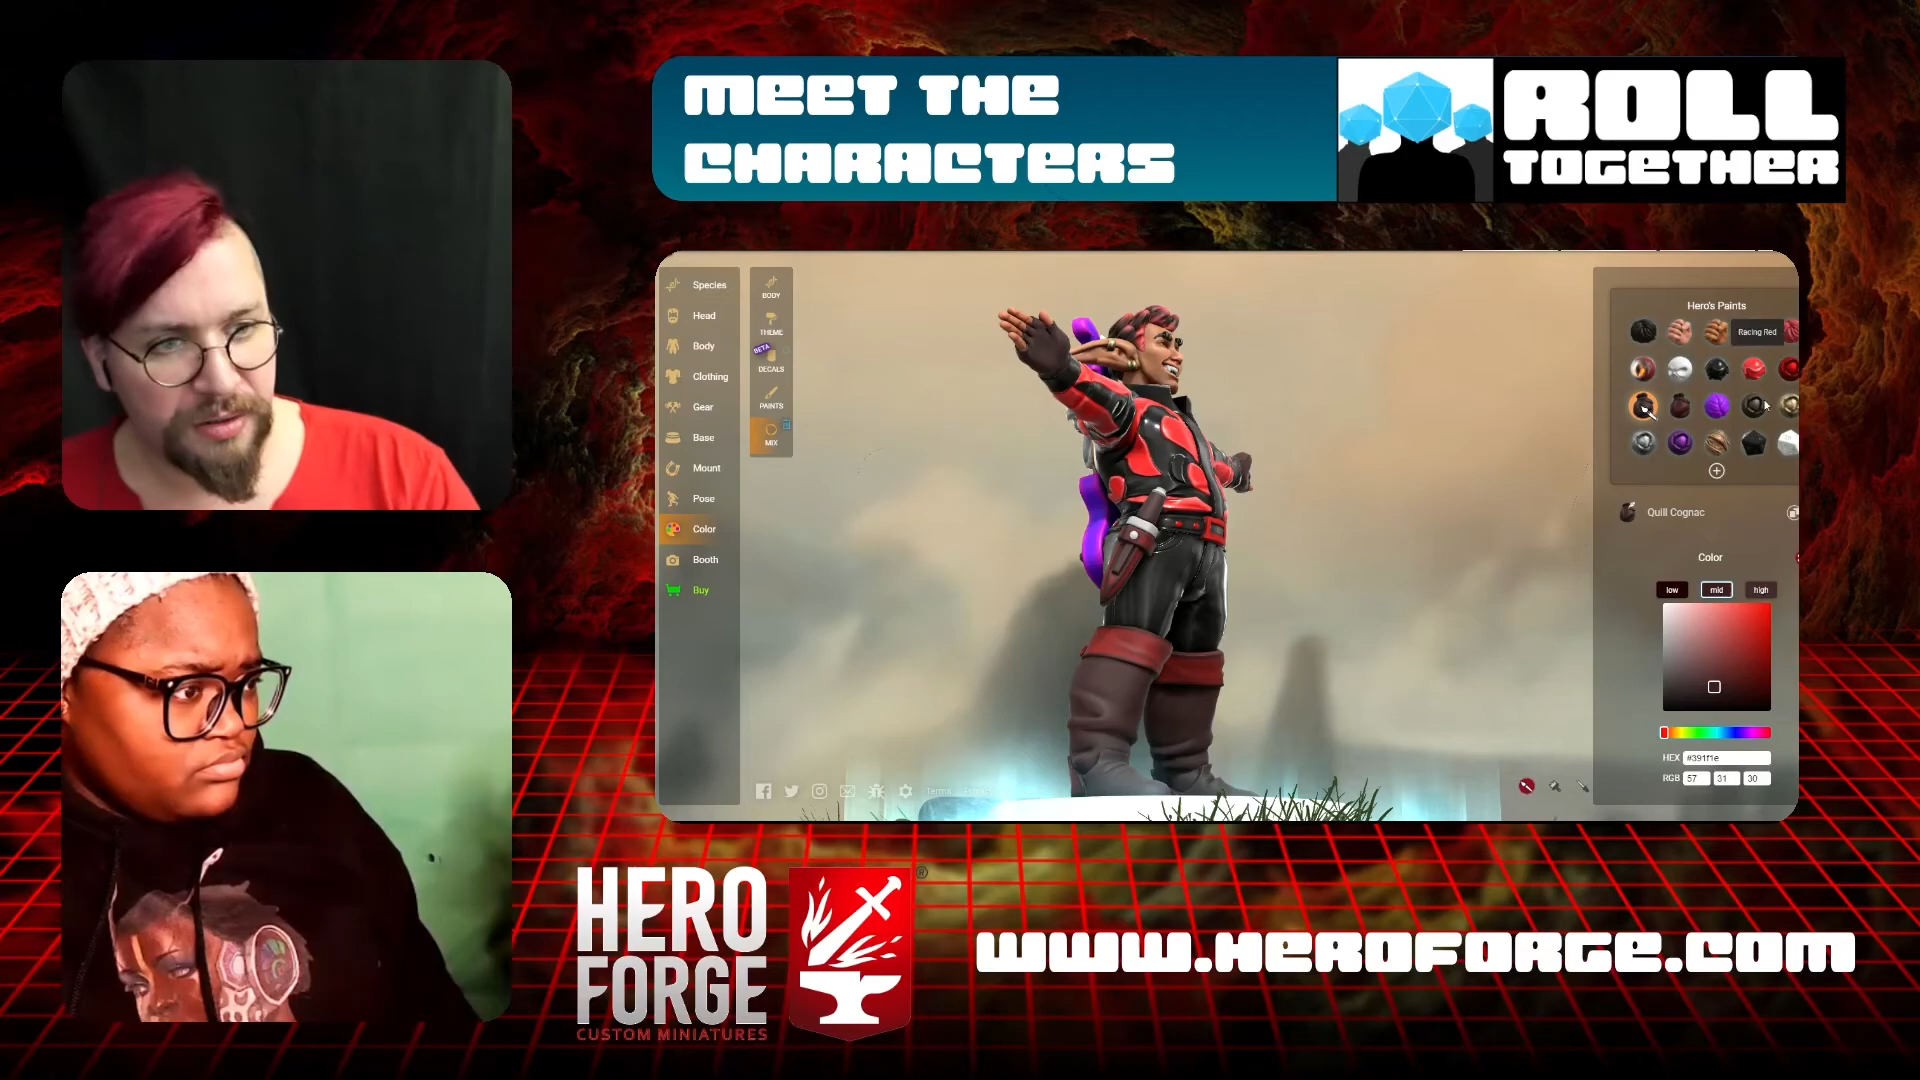 MEET THE
CHARACTERS
ROLL
TOGETHER
Species
Head
Body
Clothing
Gear
Base
Mount
Pose
Color
Booth
Buy
BODY
THEME
BETA
DECALS
PAINTS
MIX
Hero's Paints
Racing Red
Quill Cognac
Color
low mid high
HEX #391f1e
RGB 57 31 30
Terms
HERO
FORGE
®
CUSTOM MINIATURES
WWW.HEROFORGE.COM